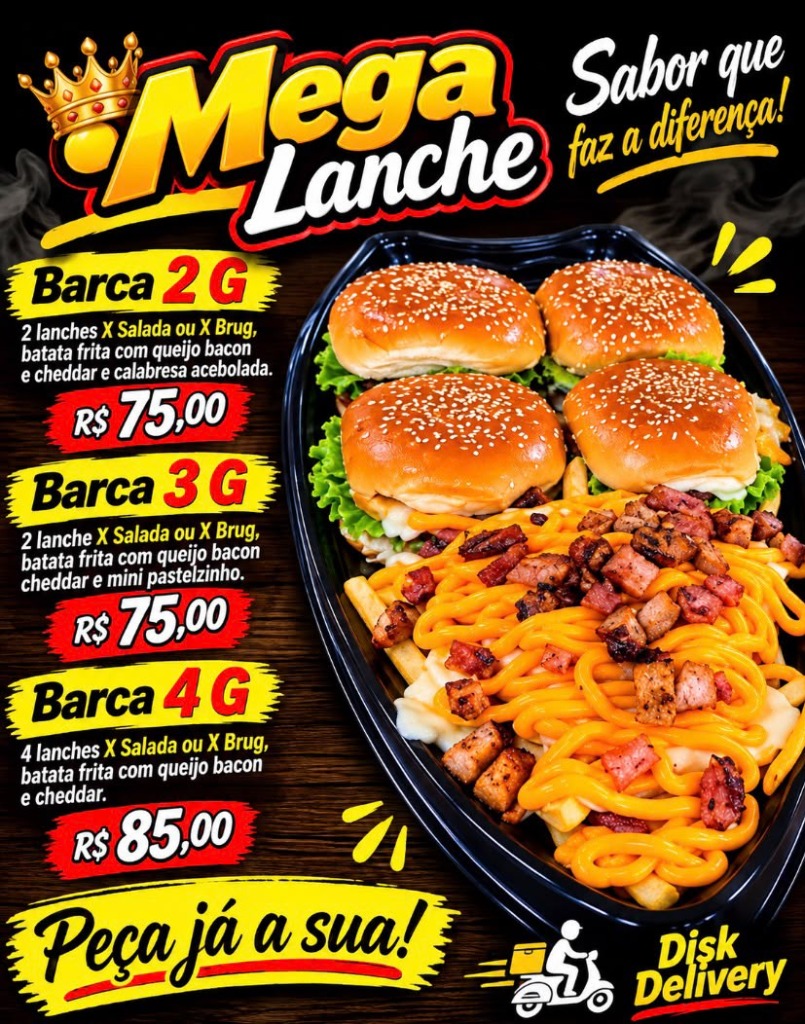 Mega
Lanche
Sabor que
faz a diferença!
Barca 2 G
2 lanches X Salada ou X Brug,
batata frita com queijo bacon
e cheddar e calabresa acebolada.
R$ 75,00
Barca 3 G
2 lanche X Salada ou X Brug,
batata frita com queijo bacon
cheddar e mini pastelzinho.
R$ 75,00
Barca 4 G
4 lanches X Salada ou X Brug,
batata frita com queijo bacon
e cheddar.
R$ 85,00
Peça já a sua!
Disk
Delivery